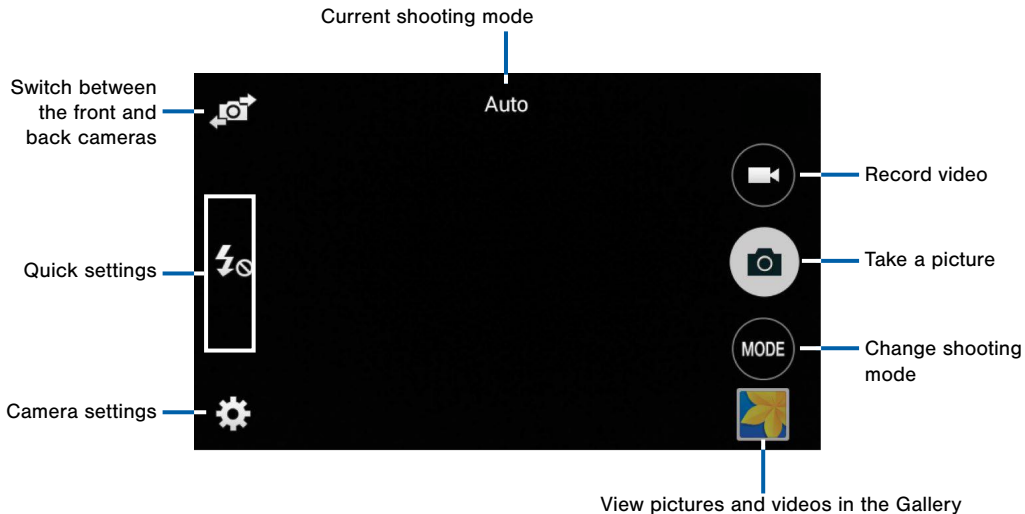 Current shooting mode
Switch between
the front and
back cameras
Auto
Record video
Quick settings
Take a picture
MODE
Change shooting
mode
Camera settings
View pictures and videos in the Gallery